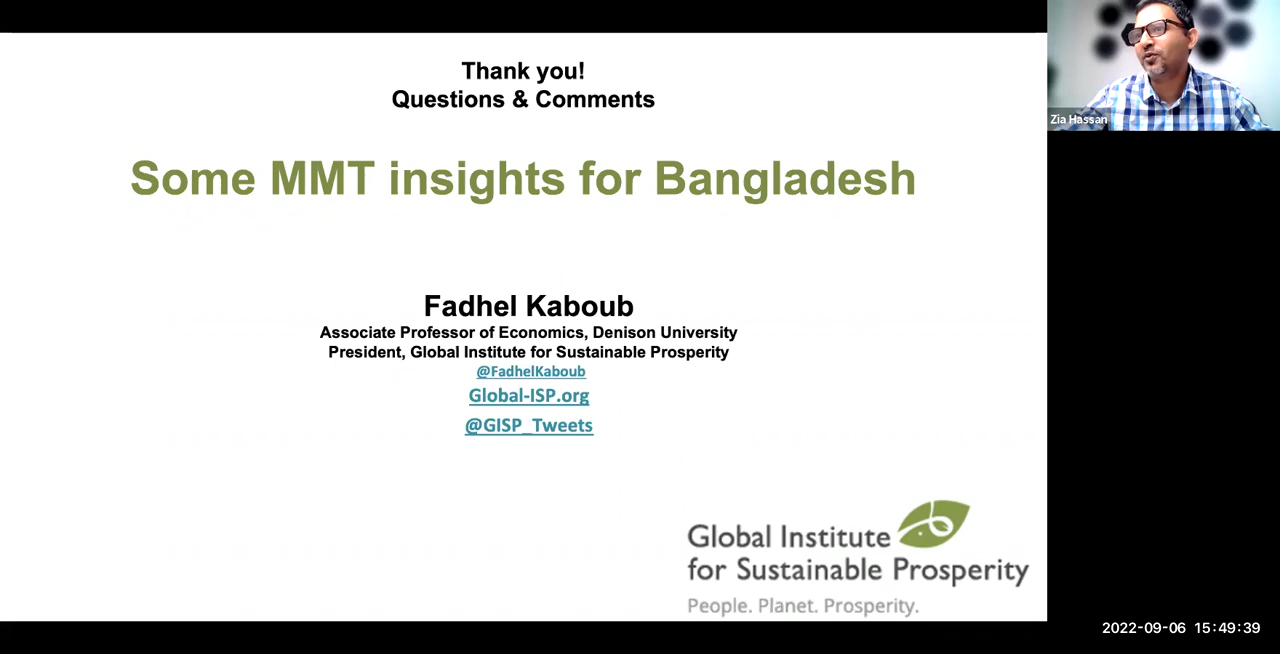 Thank you!
Questions & Comments
Some MMT insights for Bangladesh
Fadhel Kaboub
Associate Professor of Economics, Denison University
President, Global Institute for Sustainable Prosperity
@FadhelKaboub
Global-ISP.org
@GISP_Tweets
Global Institute
for Sustainable Prosperity
People. Planet. Prosperity.
Zia Hassan
2022-09-06 15:49:39